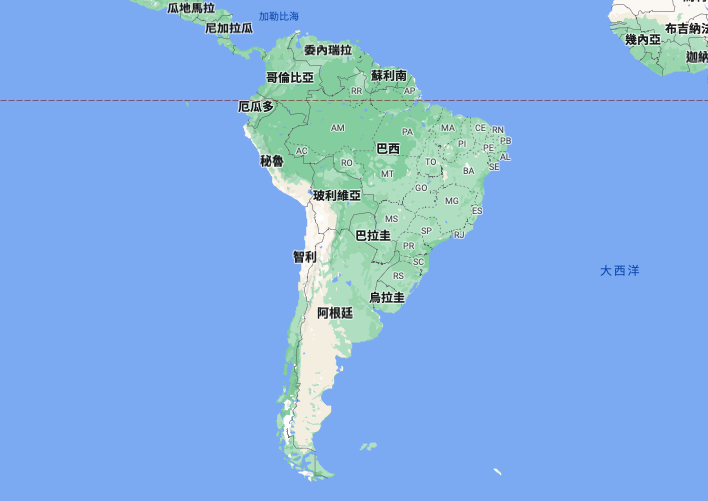 瓜地馬拉
加勒比海
尼加拉瓜
布吉納法
幾內亞
迦納
委內瑞拉
哥倫比亞
蘇利南
RR
AP
厄瓜多
AM
PA
MA
CE
RN
PI
PB
PE
巴西
AL
AC
秘魯
RO
TO
SE
MT
BA
GO
玻利維亞
MG
ES
MS
SP
RJ
巴拉圭
PR
智利
SC
大西洋
RS
烏拉圭
阿根廷